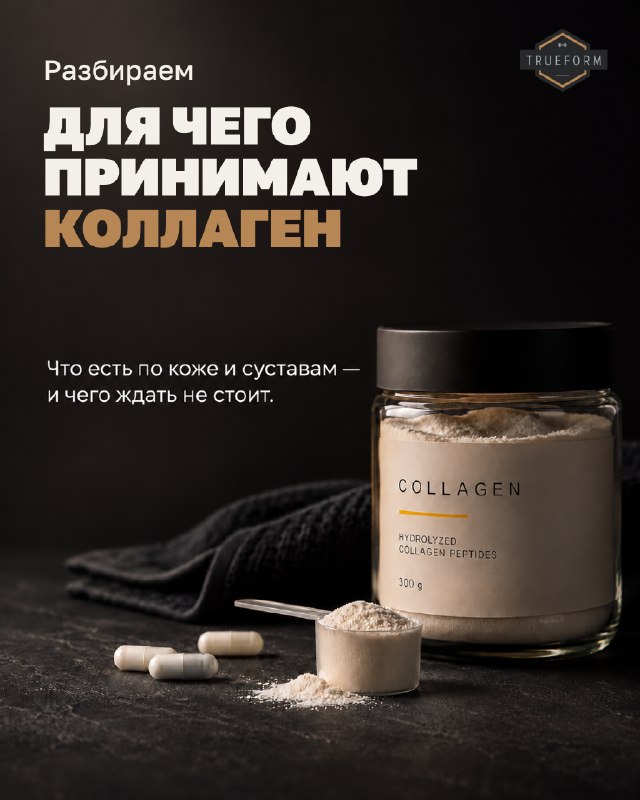 Разбираем
TRUEFORM
ДЛЯ ЧЕГО
ПРИНИМАЮТ
КОЛЛАГЕН
Что есть по коже и суставам —
и чего ждать не стоит.
COLLAGEN
HYDROLYZED
COLLAGEN PEPTIDES
300 g